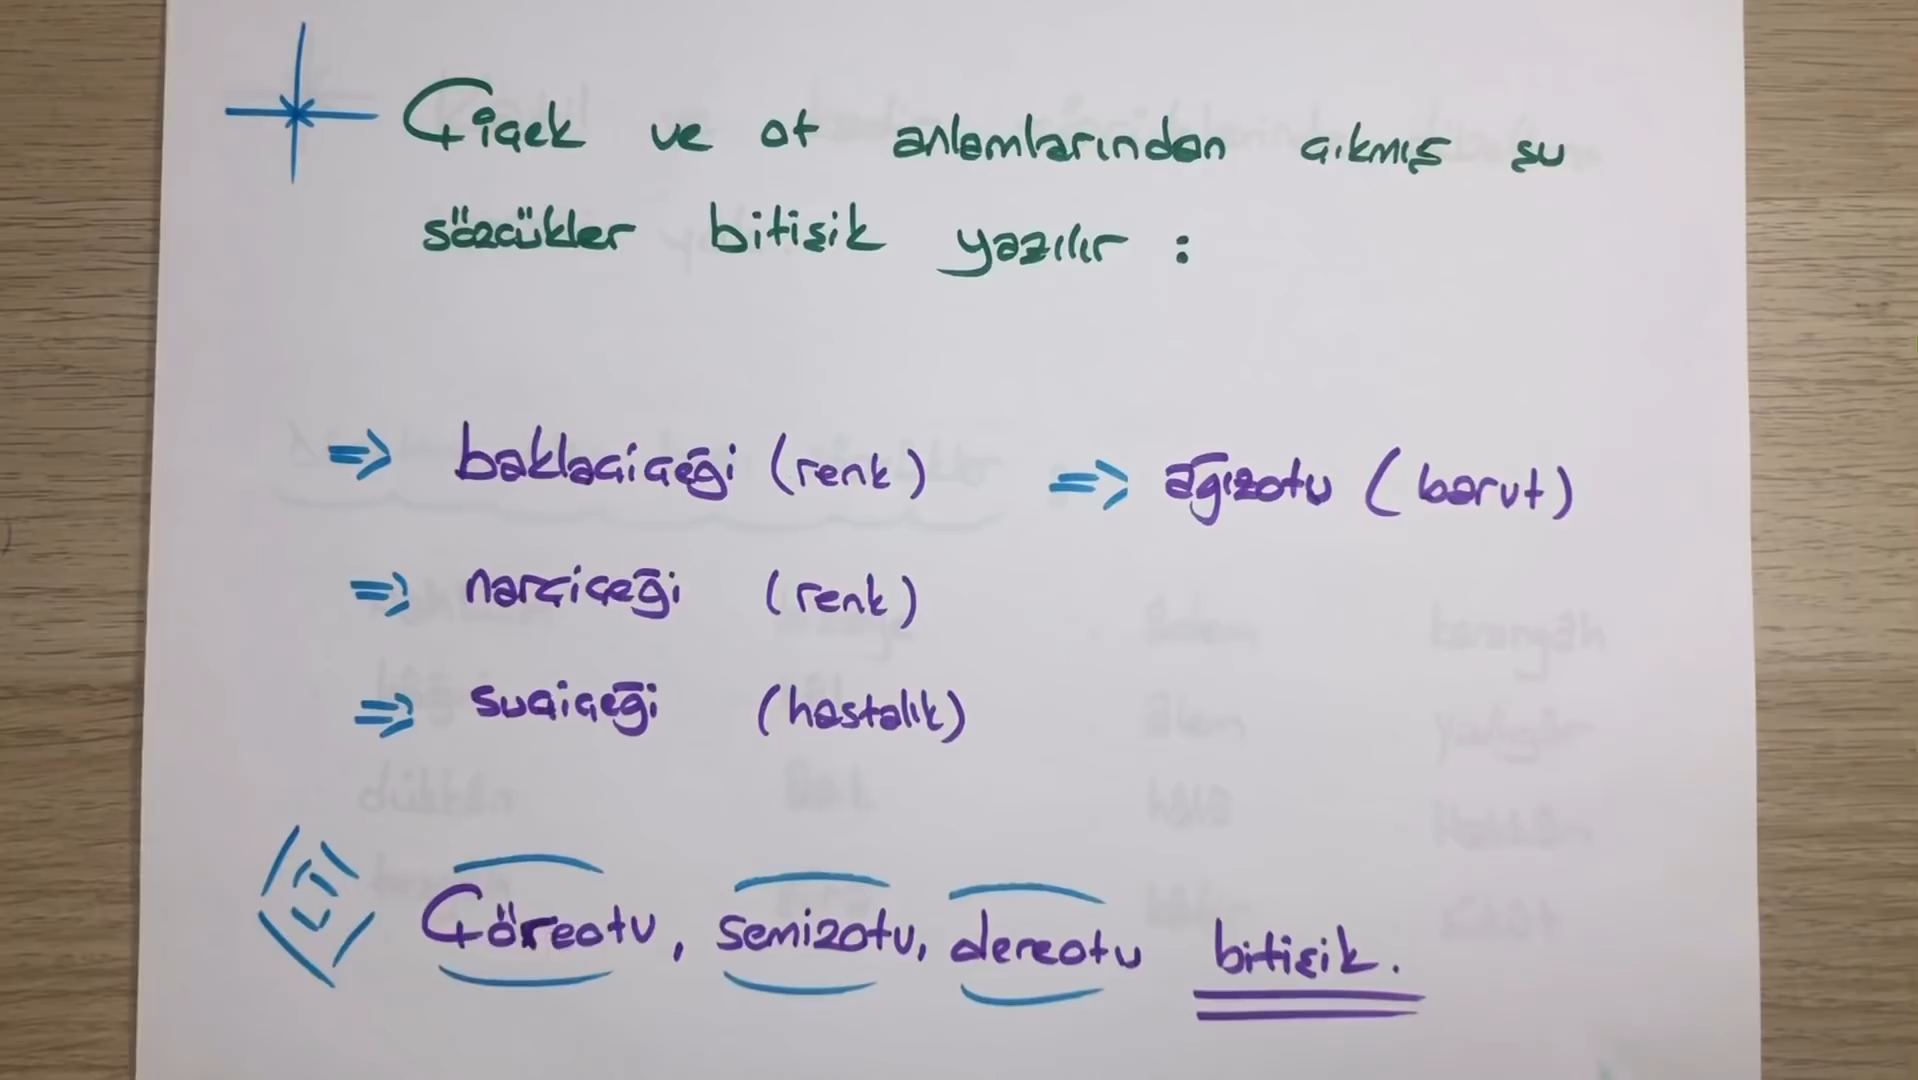 Çiçek ve ot anlamlarından çıkmış şu
sözcükler bitişik yazılır :
⇒ baklaçiçeği (renk) ⇒ ağızotu (barut)
⇒ narçiçeği (renk)
⇒ suçiçeği (hastalık)
Çöreotu, semizotu, dereotu bitişik.